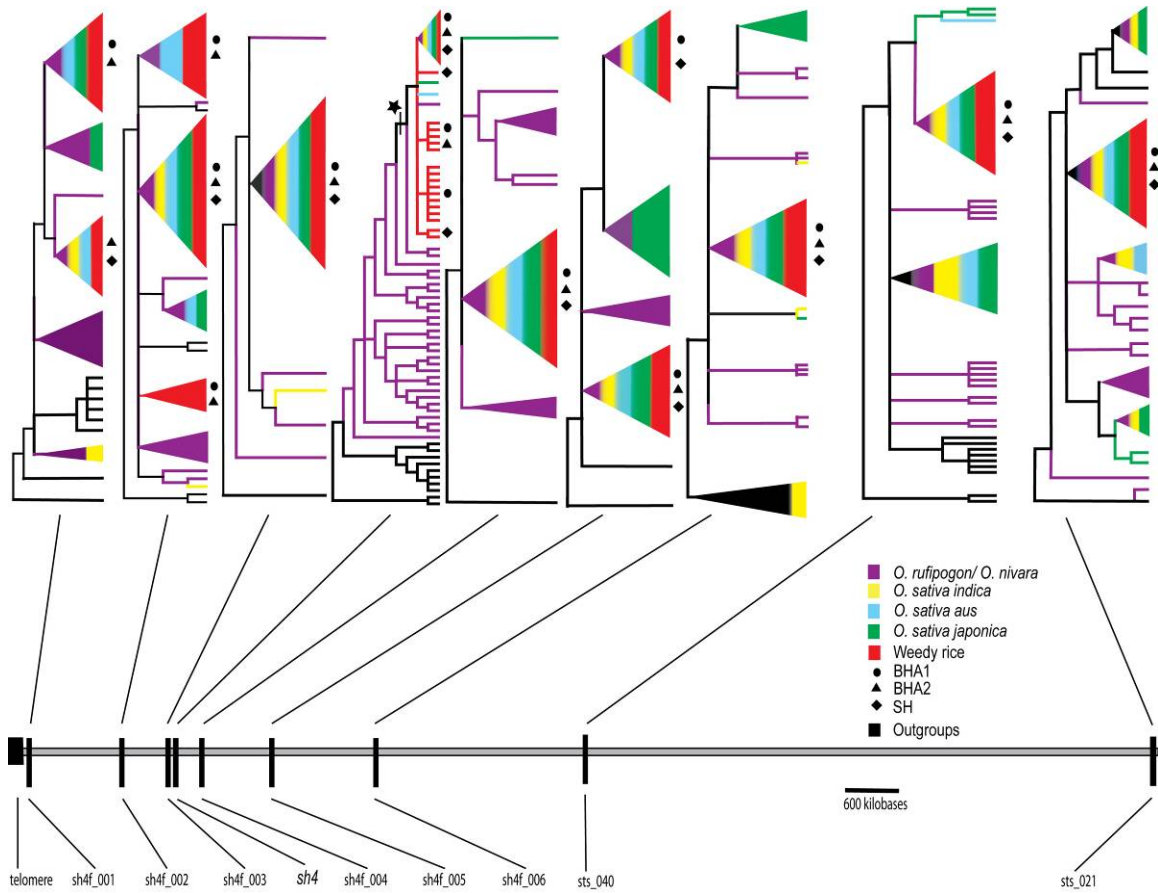 O. rufipogon/ O. nivara
O. sativa indica
O. sativa aus
O. sativa japonica
Weedy rice
BHA1
BHA2
SH
Outgroups
600 kilobases
telomere
sh4f_001
sh4f_002
sh4f_003
sh4
sh4f_004
sh4f_005
sh4f_006
sts_040
sts_021